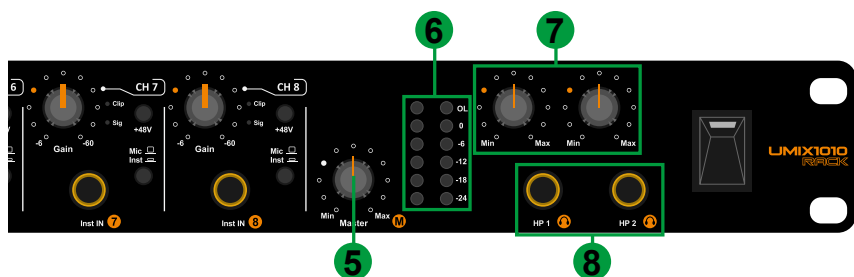 6
7
6
CH 7
CH 8
Clip
Clip
OL
+48V
+48V
0
Sig
Sig
-6
-6
-60
-6
-60
Min
Max
Min
Max
Gain
Gain
Mic
Inst
Mic
Inst
-12
-18
-24
UMIX1010
RACK
Min
Max
Master
M
Inst IN 7
Inst IN 8
HP 1
HP 2
5
8